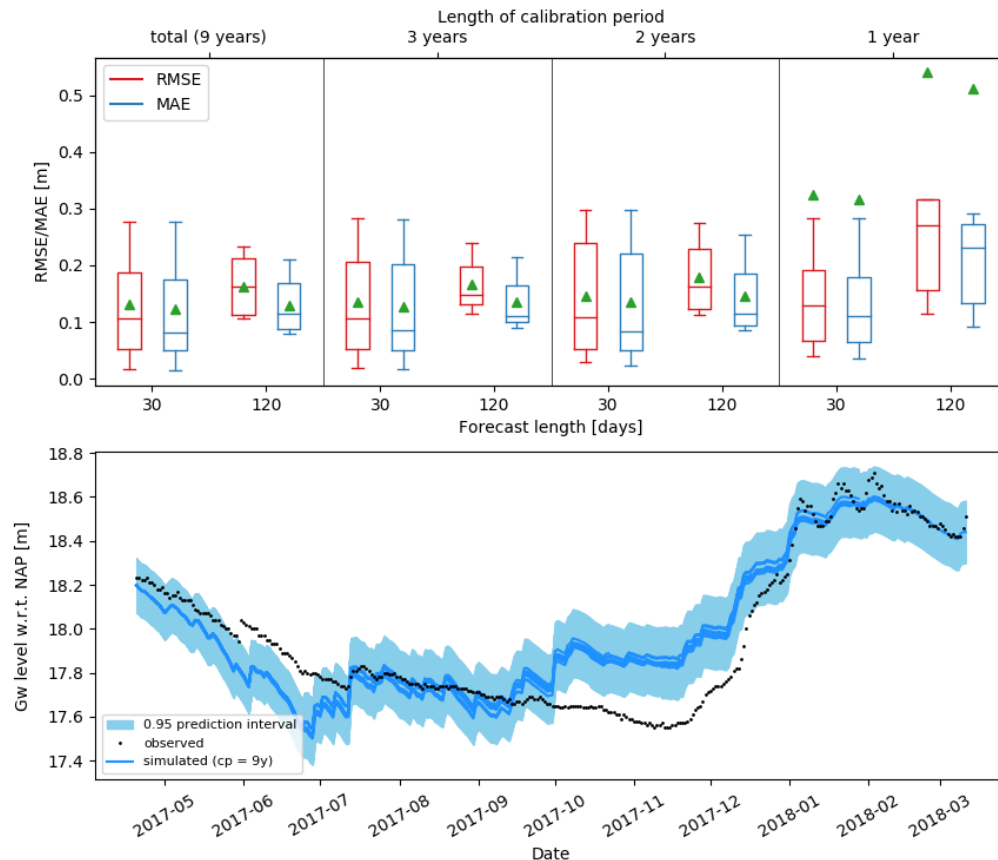 Length of calibration period
total (9 years) 3 years 2 years 1 year
RMSE
MAE
RMSE/MAE [m]
0.5
0.4
0.3
0.2
0.1
0.0
30 120 30 120 30 120 30 120
Forecast length [days]
Gw level w.r.t. NAP [m]
18.8
18.6
18.4
18.2
18.0
17.8
17.6
17.4
0.95 prediction interval
observed
simulated (cp = 9y)
2017-05 2017-06 2017-07 2017-08 2017-09 2017-10 2017-11 2017-12 2018-01 2018-02 2018-03
Date